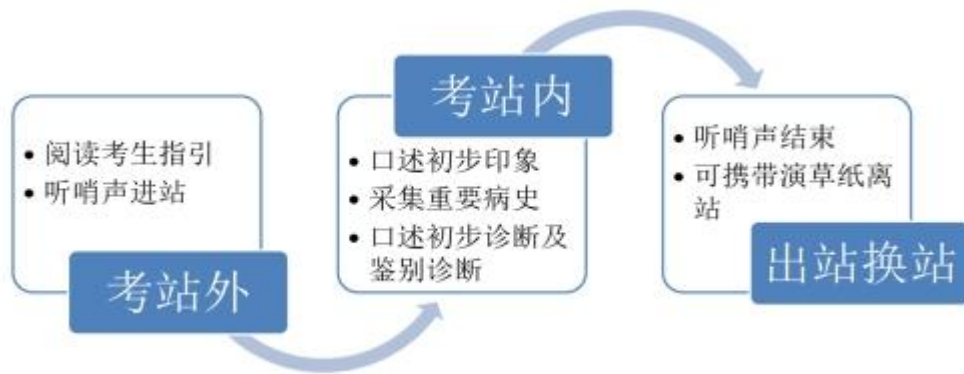 • 阅读考生指引
• 听哨声进站
考站外
考站内
• 口述初步印象
• 采集重要病史
• 口述初步诊断及
鉴别诊断
• 听哨声结束
• 可携带演草纸离
站
出站换站